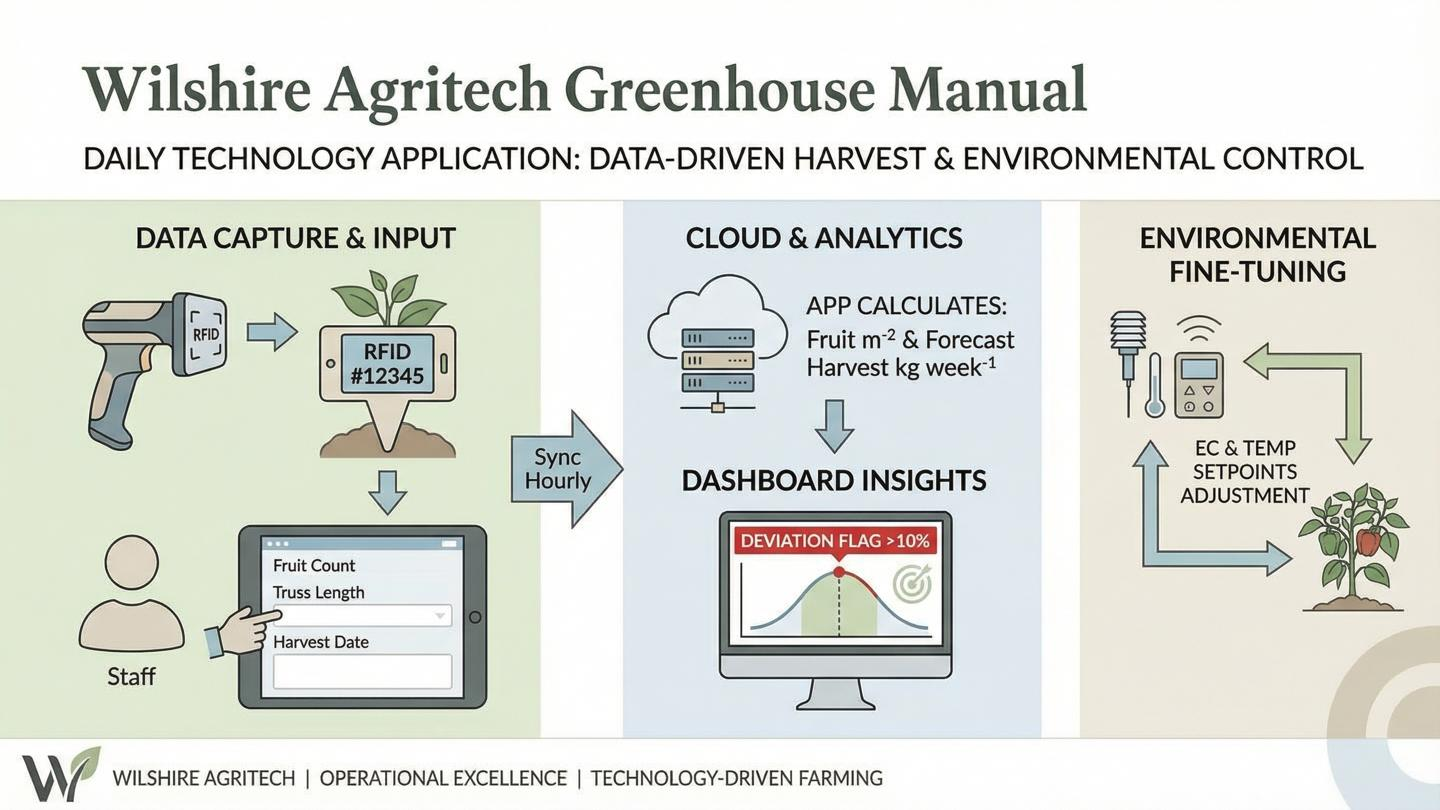 Wilshire Agritech Greenhouse Manual
DAILY TECHNOLOGY APPLICATION: DATA-DRIVEN HARVEST & ENVIRONMENTAL CONTROL
DATA CAPTURE & INPUT
RFID
RFID
#12345
Staff
Fruit Count
Truss Length
Harvest Date
Sync
Hourly
CLOUD & ANALYTICS
APP CALCULATES:
Fruit m⁻² & Forecast
Harvest kg week⁻¹
DASHBOARD INSIGHTS
DEVIATION FLAG >10%
ENVIRONMENTAL
FINE-TUNING
EC & TEMP
SETPOINTS
ADJUSTMENT
W
WILSHIRE AGRITECH | OPERATIONAL EXCELLENCE | TECHNOLOGY-DRIVEN FARMING